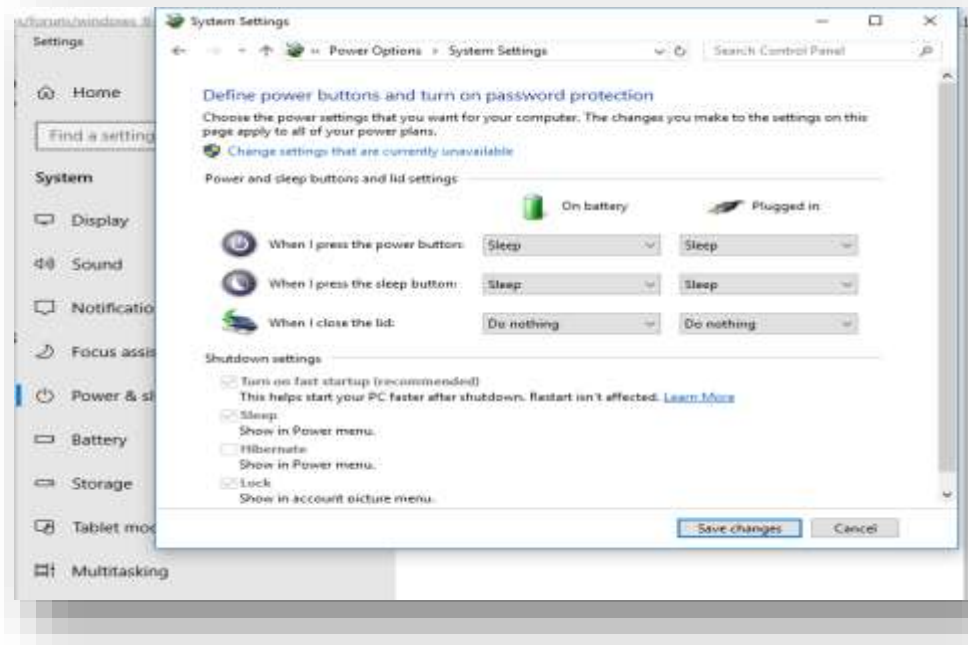 Settings
Home
Find a setting
System
Display
Sound
Notificatio
Focus assis
Power & sl
Battery
Storage
Tablet mod
Multitasking
System Settings
Power Options > System Settings
Search Control Panel
Define power buttons and turn on password protection
Choose the power settings that you want for your computer. The changes you make to the settings on this
page apply to all of your power plans.
Change settings that are currently unavailable
Power and sleep buttons and lid settings
On battery Plugged in
When I press the power button: Sleep Sleep
When I press the sleep button: Sleep Sleep
When I close the lid: Do nothing Do nothing
Shutdown settings
Turn on fast startup (recommended)
This helps start your PC faster after shutdown. Restart isn't affected. Learn More
Sleep
Show in Power menu.
Hibernate
Show in Power menu.
Lock
Show in account picture menu.
Save changes Cancel